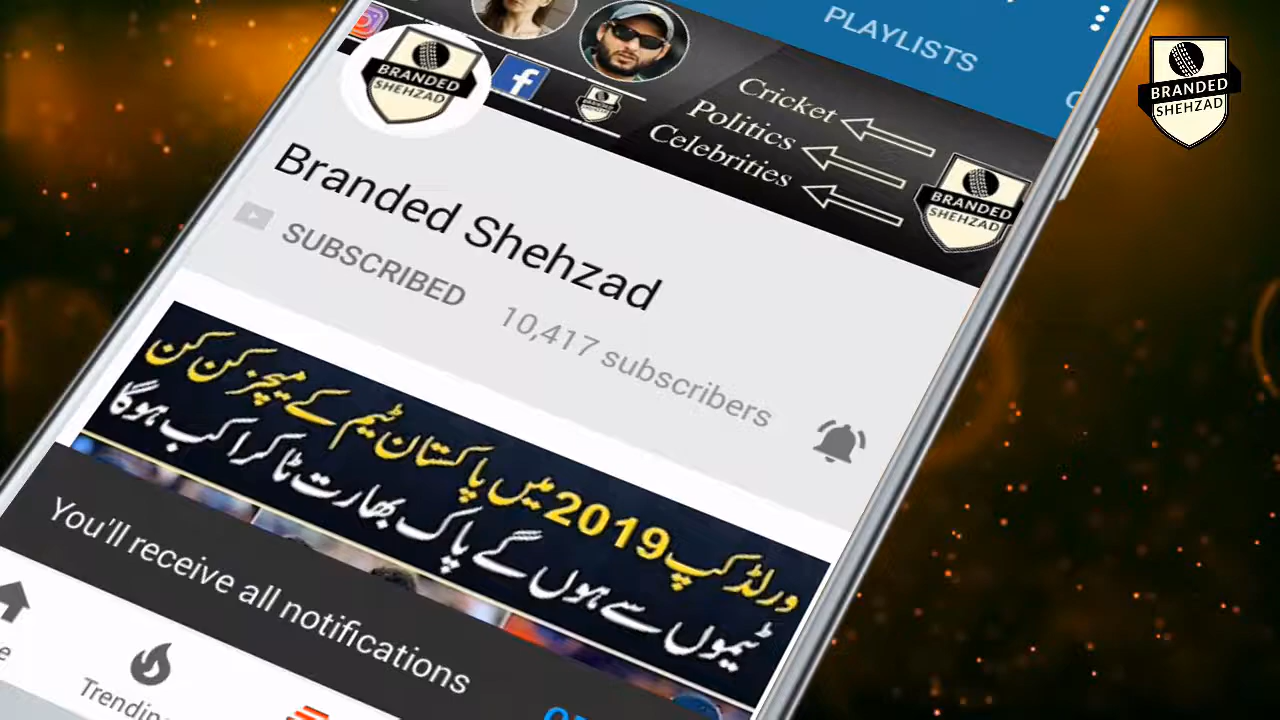 PLAYLISTS
BRANDED
SHEHZAD
Cricket
Politics
Celebrities
BRANDED
SHEHZAD
BRANDED
SHEHZAD
Branded Shehzad
SUBSCRIBED 10,417 subscribers
ورلڈ کپ 2019 میں پاکستان ٹیم کے میچز کن کن
ٹیموں سے ہوں گے پاک بھارت ٹاکرا کب ہوگا
You'll receive all notifications
Trending